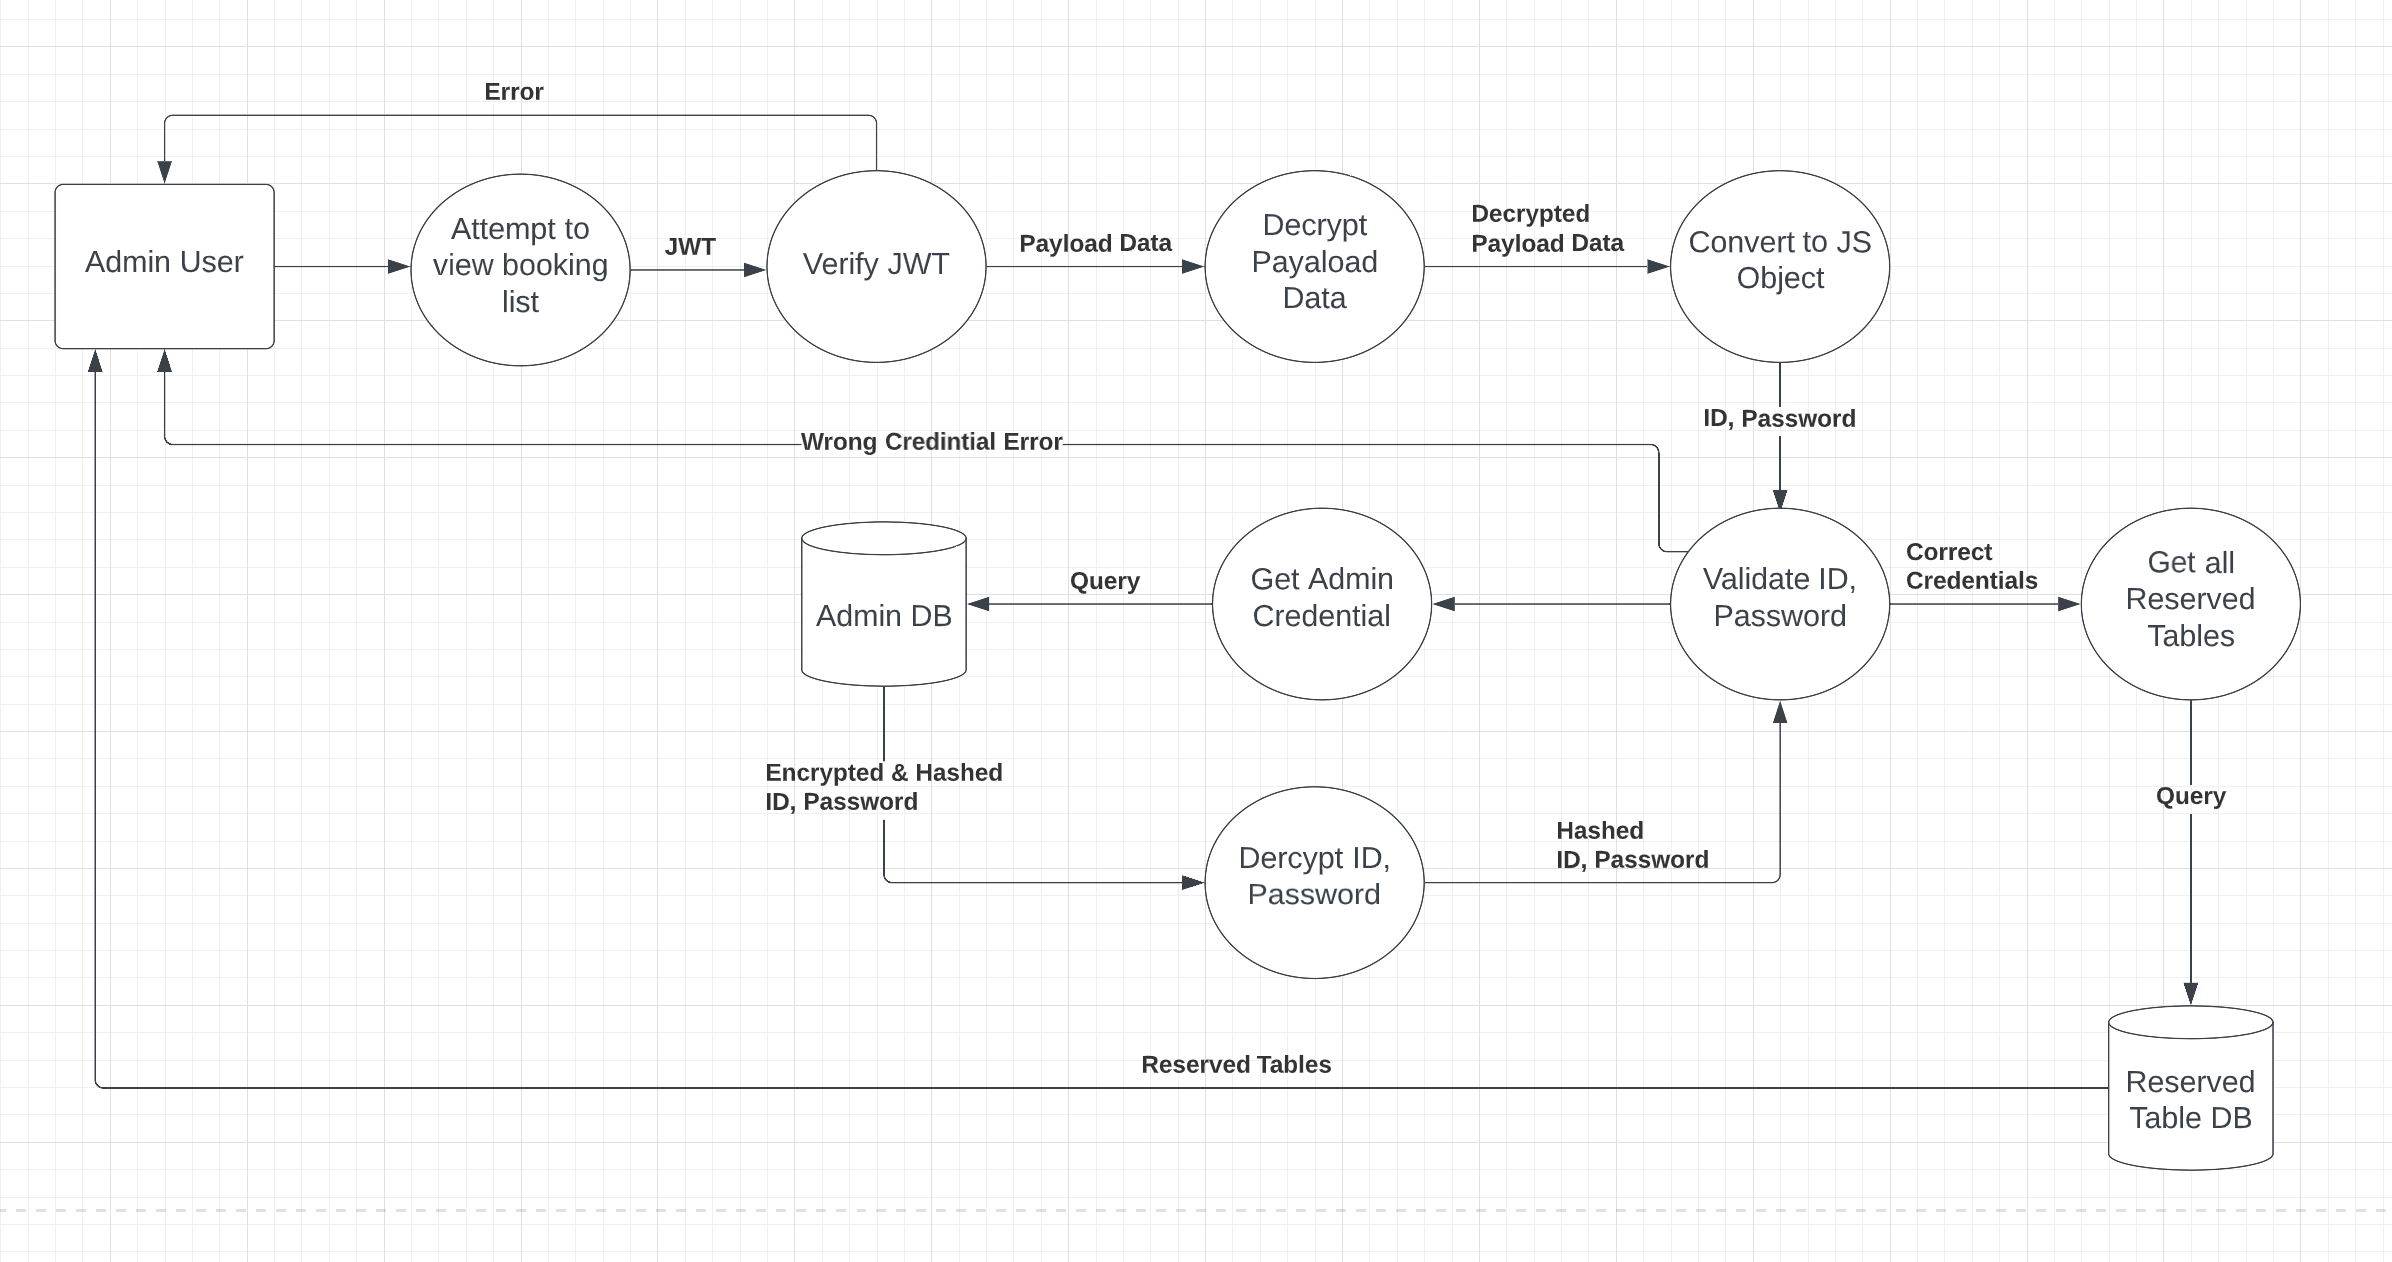 Error
Admin User
Attempt to
view booking
list
JWT
Verify JWT
Payload Data
Decrypt
Payaload
Data
Decrypted
Payload Data
Convert to JS
Object
ID, Password
Wrong Credintial Error
Admin DB
Query
Get Admin
Credential
Validate ID,
Password
Correct
Credentials
Get all
Reserved
Tables
Encrypted & Hashed
ID, Password
Dercypt ID,
Password
Hashed
ID, Password
Query
Reserved Tables
Reserved
Table DB